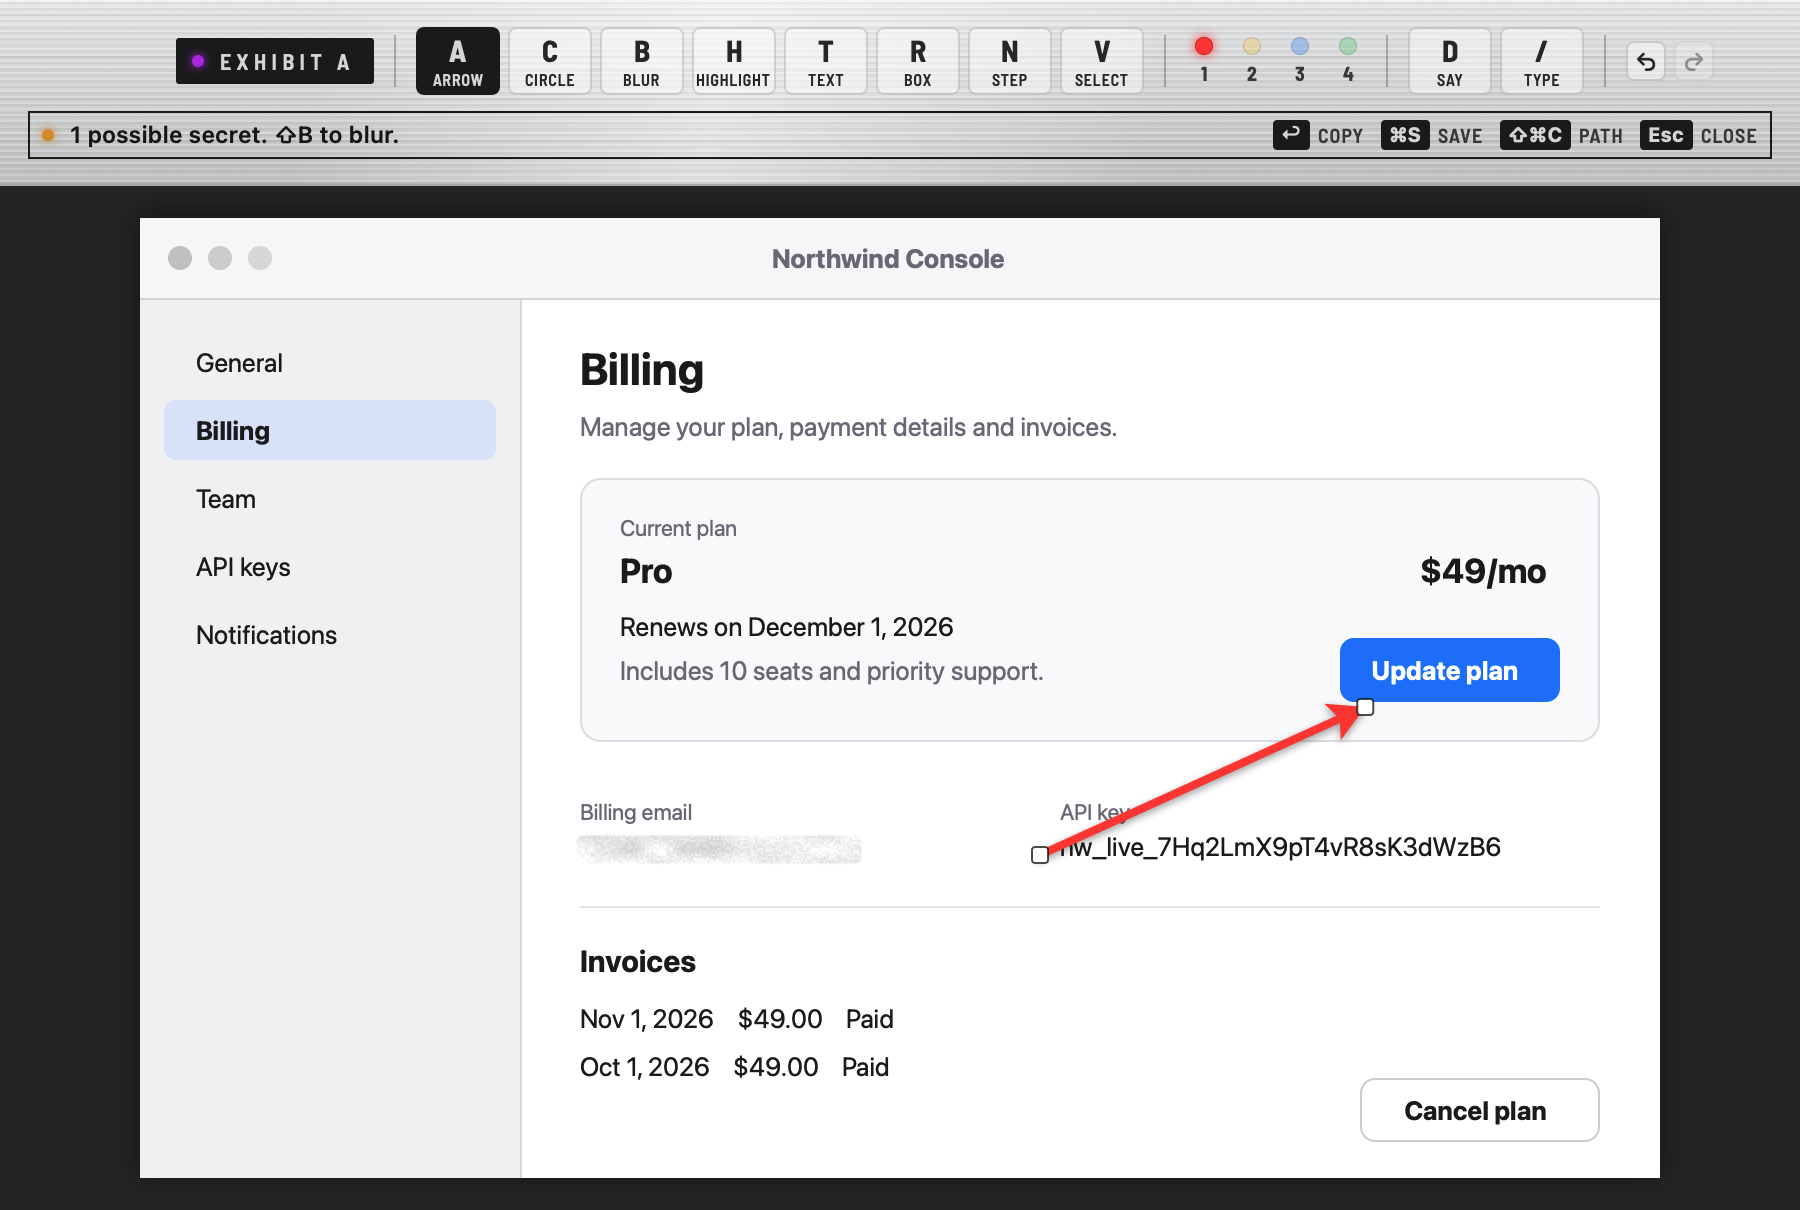 EXHIBIT A
A ARROW
C CIRCLE
B BLUR
H HIGHLIGHT
T TEXT
R BOX
N STEP
V SELECT
1 2 3 4
D SAY
/ TYPE
1 possible secret. ⇧B to blur.
↩ COPY ⌘S SAVE ⇧⌘C PATH Esc CLOSE
Northwind Console
General
Billing
Team
API keys
Notifications
Billing
Manage your plan, payment details and invoices.
Current plan
Pro
$49/mo
Renews on December 1, 2026
Includes 10 seats and priority support.
Update plan
Billing email
API key
nw_live_7Hq2LmX9pT4vR8sK3dWzB6
Invoices
Nov 1, 2026 $49.00 Paid
Oct 1, 2026 $49.00 Paid
Cancel plan